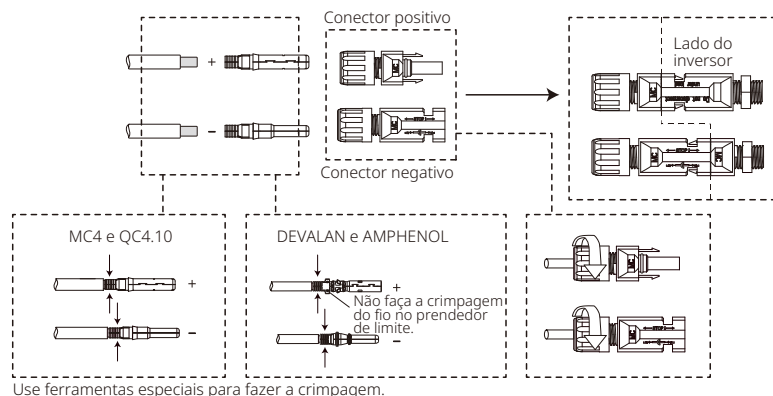 Conector positivo
Lado do
inversor
+
−
Conector negativo
MC4 e QC4.10
DEVALAN e AMPHENOL
+
+
Não faça a crimpagem
do fio no prendedor
de limite.
−
−
Use ferramentas especiais para fazer a crimpagem.